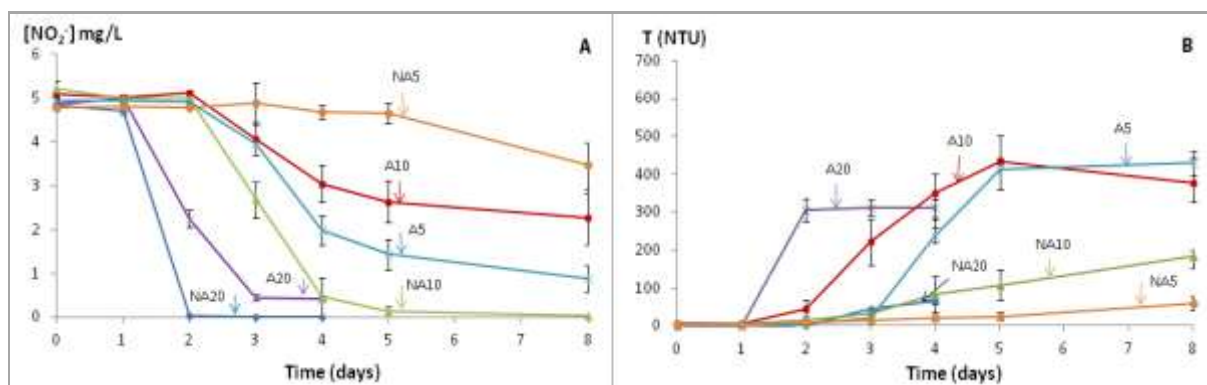 [NO₂⁻] mg/L
A
6
5
4
3
2
1
0
NA5
A10
A5
A20
NA20
NA10
0 1 2 3 4 5 6 7 8
Time (days)
T (NTU)
B
700
600
500
400
300
200
100
0
A10
A5
A20
NA10
NA20
NA5
0 1 2 3 4 5 6 7 8
Time (days)